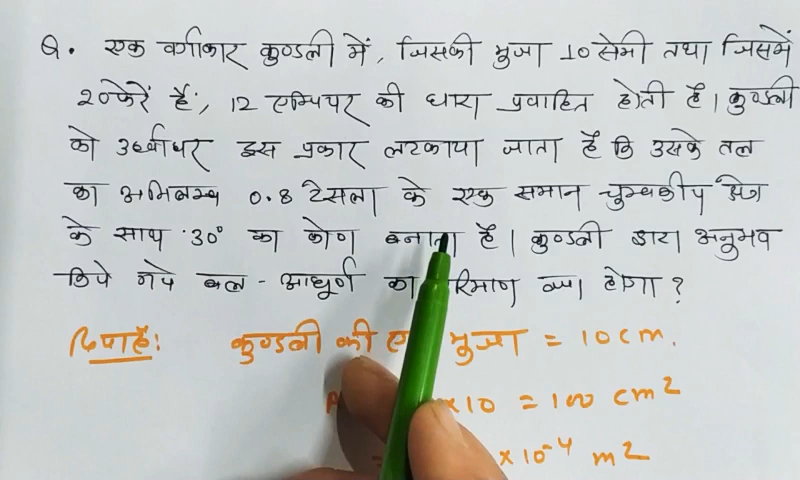 Q. एक वर्गाकार कुण्डली में, जिसकी भुजा 10 सेमी तथा जिसमें
20 फेरें हैं, 12 एम्पियर की धारा प्रवाहित होती है। कुण्डली
को उर्ध्वाधर इस प्रकार लटकाया जाता है कि उसके तल
का अभिलम्ब 0.8 टेसला के एक समान चुम्बकीय क्षेत्र
के साथ 30° का कोण बनाता है। कुण्डली द्वारा अनुभव
किये गये बल-आघूर्ण का परिमाण क्या होगा?
दिया है: कुण्डली की भुजा = 10 cm.
×10 = 100 cm²
× 10⁻⁴ m²